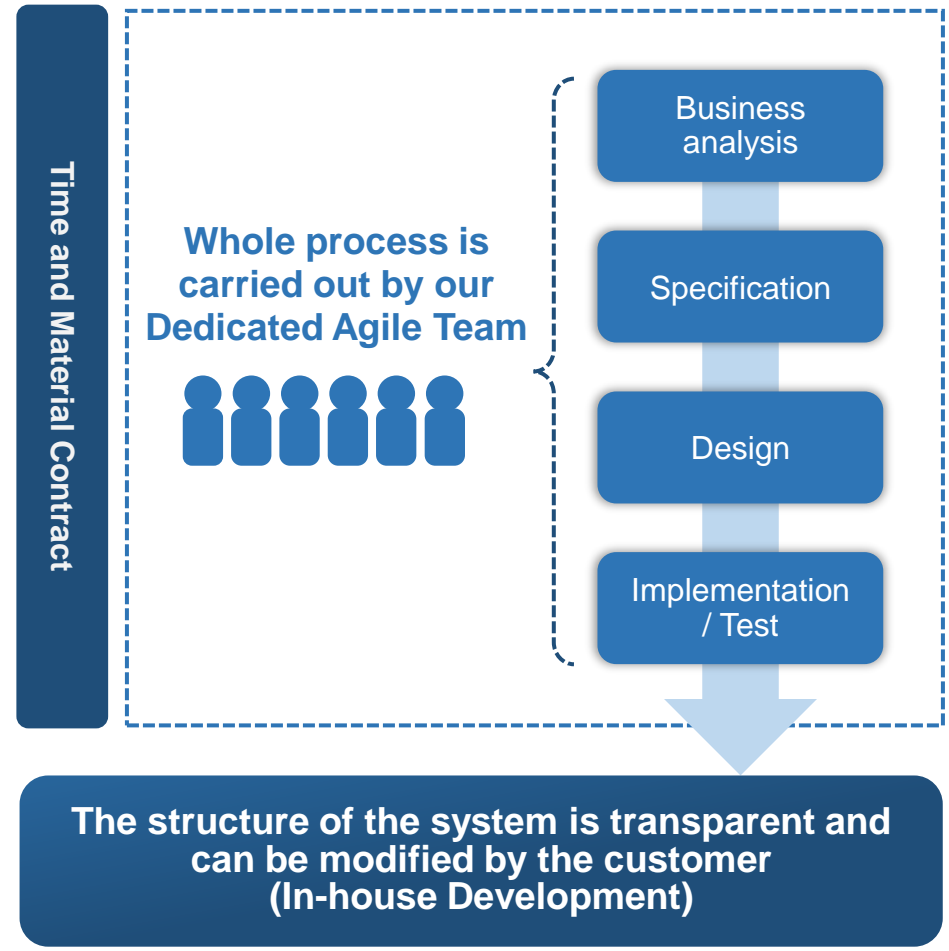 Time and Material Contract
Whole process is
carried out by our
Dedicated Agile Team
Business
analysis
Specification
Design
Implementation
/ Test
The structure of the system is transparent and
can be modified by the customer
(In-house Development)